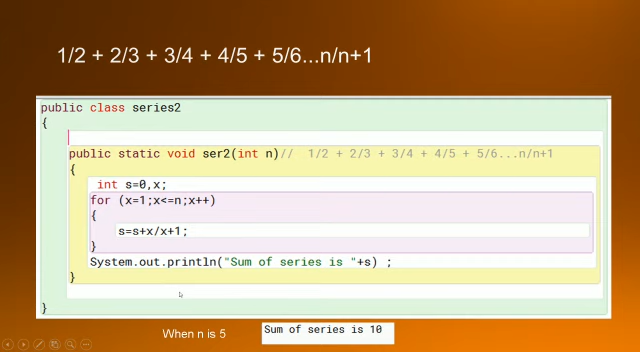 1/2 + 2/3 + 3/4 + 4/5 + 5/6...n/n+1
public class series2
{
public static void ser2(int n)// 1/2 + 2/3 + 3/4 + 4/5 + 5/6...n/n+1
{
int s=0,x;
for (x=1;x<=n;x++)
{
s=s+x/x+1;
}
System.out.println("Sum of series is "+s) ;
}
}
When n is 5
Sum of series is 10